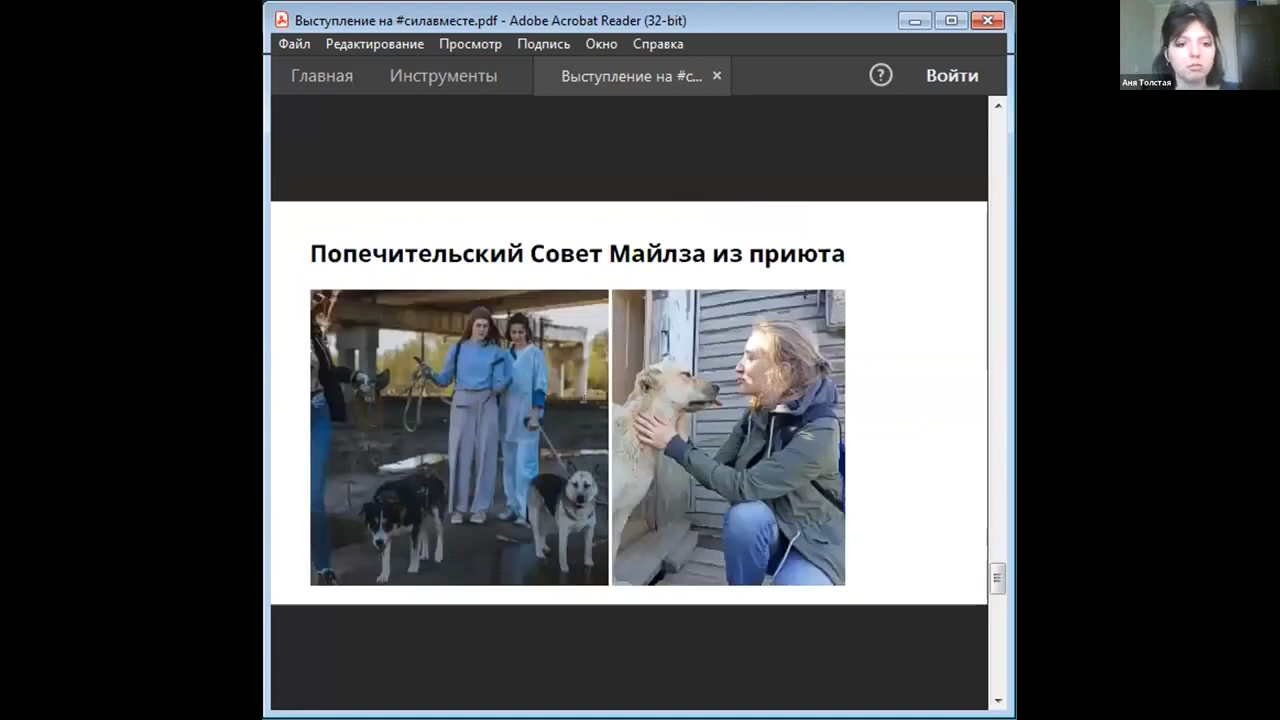 Выступление на #силавместе.pdf - Adobe Acrobat Reader (32-bit)
Файл Редактирование Просмотр Подпись Окно Справка
Главная Инструменты Выступление на #с... × ? Войти
Попечительский Совет Майлза из приюта
Аня Толстая